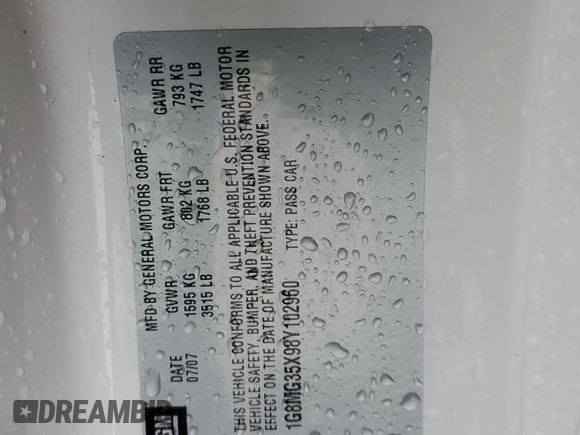 GM
MFD BY GENERAL MOTORS CORP.
DATE GVWR GAWR FRT GAWR RR
07/07 1595 KG 802 KG 793 KG
3515 LB 1768 LB 1747 LB
THIS VEHICLE CONFORMS TO ALL APPLICABLE U.S. FEDERAL MOTOR
VEHICLE SAFETY, BUMPER, AND THEFT PREVENTION STANDARDS IN
EFFECT ON THE DATE OF MANUFACTURE SHOWN ABOVE.
1G8MG35X98Y102960 TYPE: PASS CAR
DREAMBID